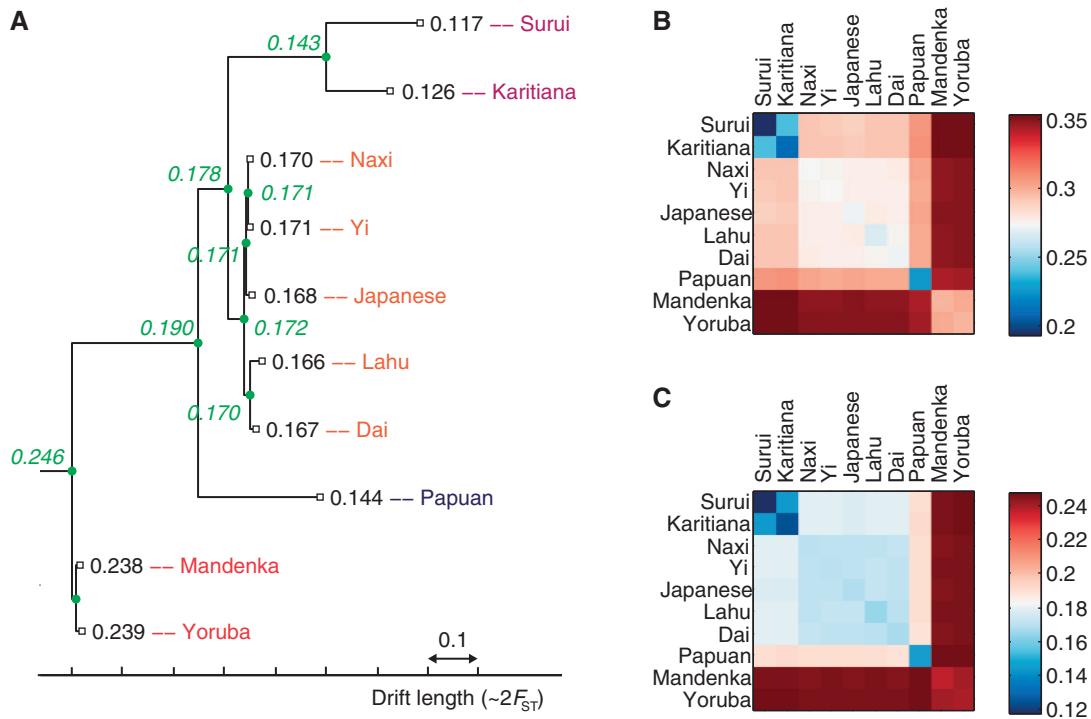 A
0.117 −− Surui
0.143
0.126 −− Karitiana
0.170 −− Naxi
0.178
0.171
0.171 −− Yi
0.171
0.168 −− Japanese
0.190
0.172
0.166 −− Lahu
0.170
0.167 −− Dai
0.246
0.144 −− Papuan
0.238 −− Mandenka
0.239 −− Yoruba
0.1
Drift length (~2F_ST)
B
Surui
Karitiana
Naxi
Yi
Japanese
Lahu
Dai
Papuan
Mandenka
Yoruba
Surui
Karitiana
Naxi
Yi
Japanese
Lahu
Dai
Papuan
Mandenka
Yoruba
0.35
0.3
0.25
0.2
C
Surui
Karitiana
Naxi
Yi
Japanese
Lahu
Dai
Papuan
Mandenka
Yoruba
Surui
Karitiana
Naxi
Yi
Japanese
Lahu
Dai
Papuan
Mandenka
Yoruba
0.24
0.22
0.2
0.18
0.16
0.14
0.12